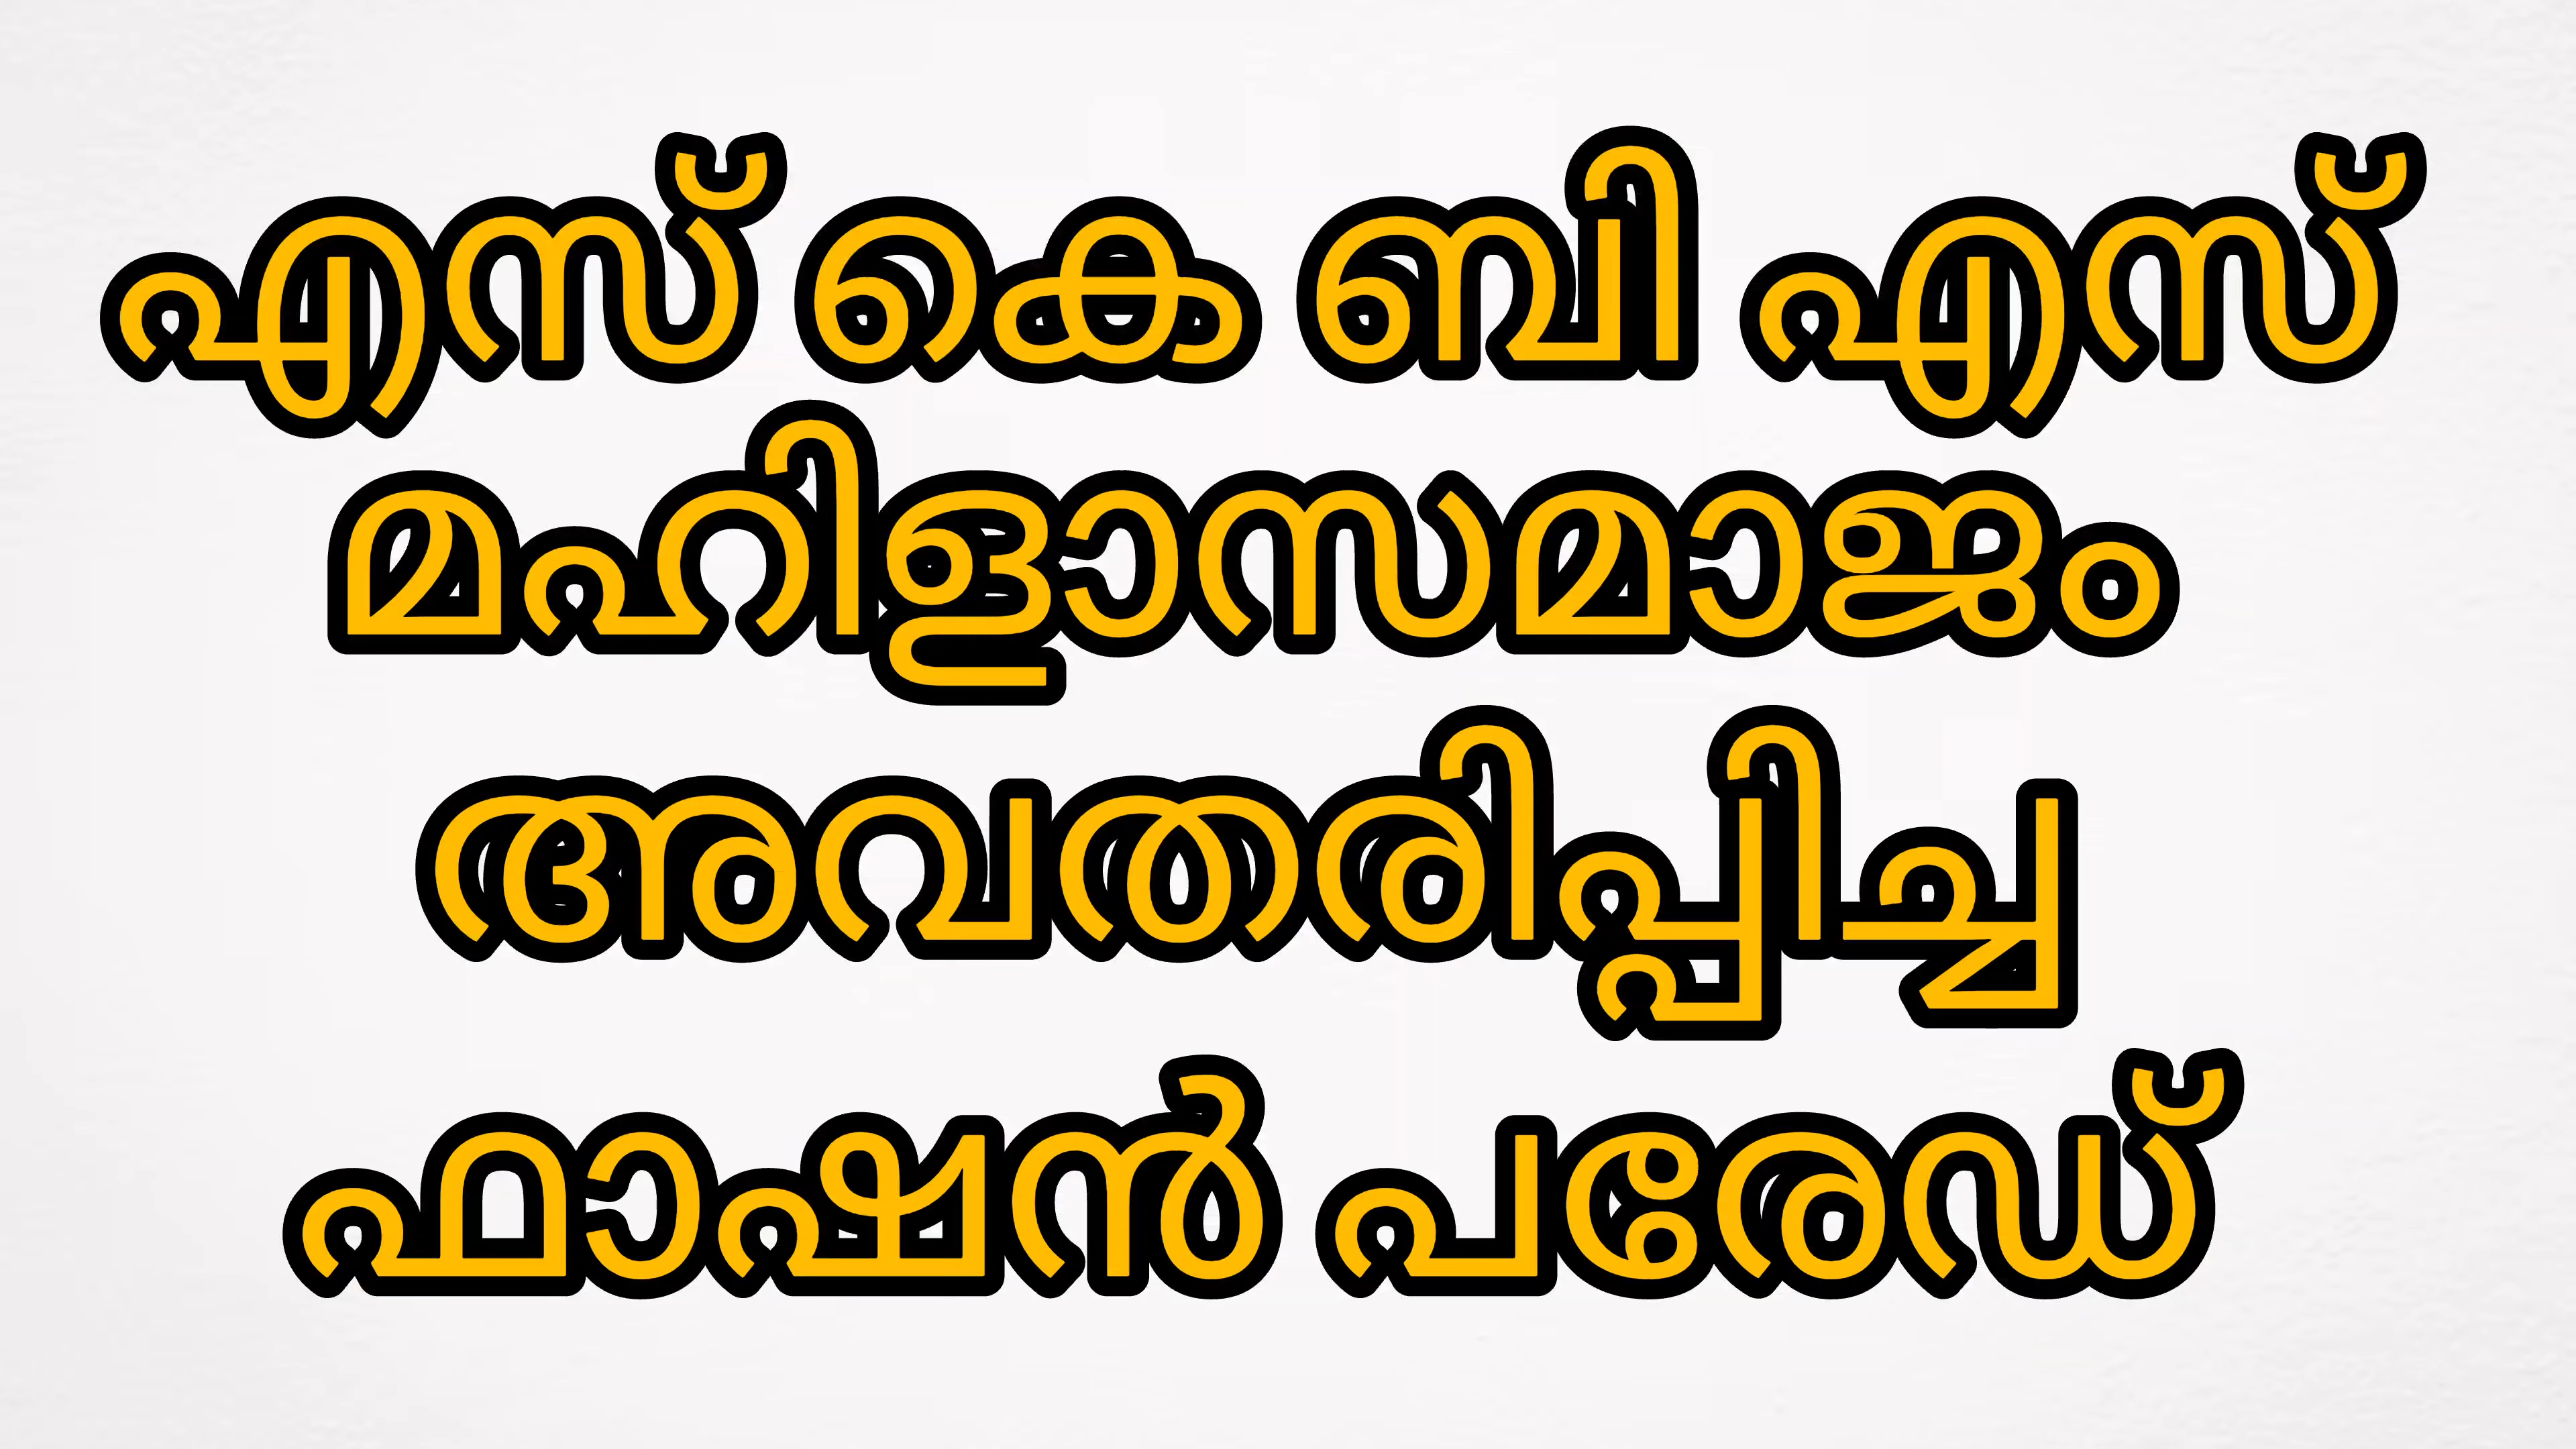 എസ് കെ ബി എസ്
മഹിളാസമാജം
അവതരിപ്പിച്ച
ഫാഷൻ പരേഡ്